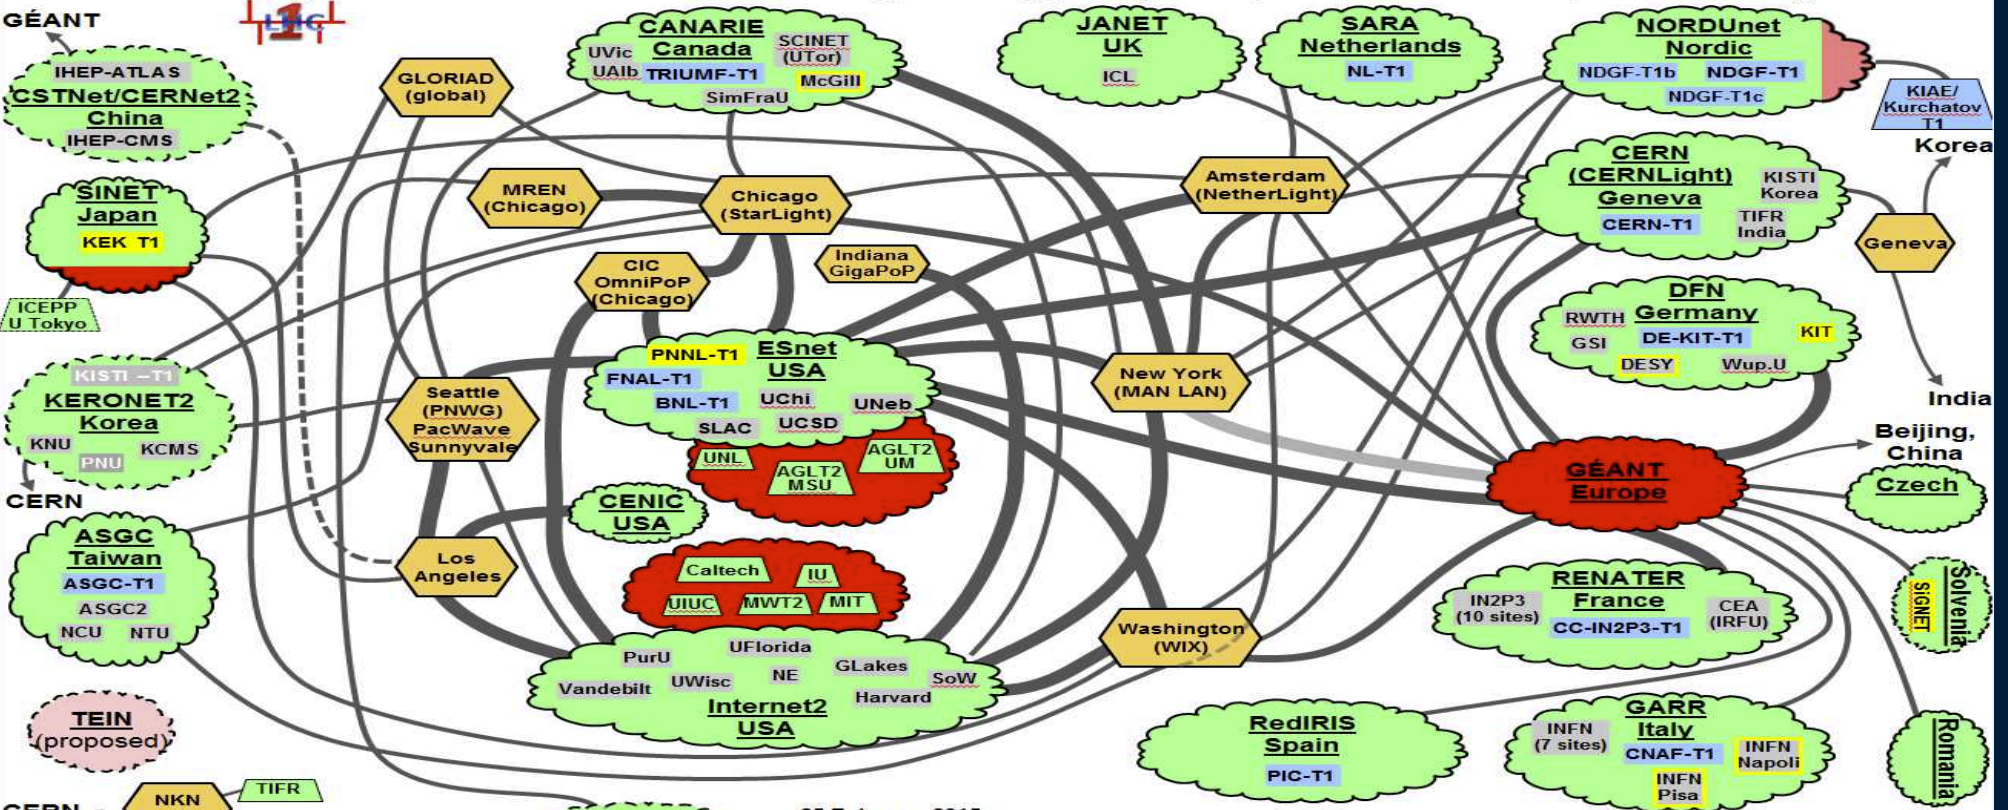 GÉANT
LHC
1
IHEP-ATLAS
CSTNet/CERNet2
China
IHEP-CMS
GLORIAD
(global)
CANARIE
Canada
UVic
SCINET
(UTor)
UAlb
TRIUMF-T1
McGill
SimFraU
JANET
UK
ICL
SARA
Netherlands
NL-T1
NORDUnet
Nordic
NDGF-T1b
NDGF-T1
NDGF-T1c
KIAE/
Kurchatov
T1
Korea
SINET
Japan
KEK T1
ICEPP
U Tokyo
MREN
(Chicago)
Chicago
(StarLight)
Amsterdam
(NetherLight)
CERN
(CERNLight)
Geneva
KISTI
Korea
CERN-T1
TIFR
India
Geneva
India
CIC
OmniPoP
(Chicago)
Indiana
GigaPoP
DFN
Germany
RWTH
GSI
DE-KIT-T1
KIT
DESY
Wup.U
KISTI –T1
KERONET2
Korea
KNU
KCMS
PNU
CERN
Seattle
(PNWG)
PacWave
Sunnyvale
PNNL-T1
ESnet
USA
FNAL-T1
BNL-T1
UChi
UNeb
SLAC
UCSD
UNL
AGLT2
MSU
AGLT2
UM
New York
(MAN LAN)
GÉANT
Europe
Beijing,
China
Czech
ASGC
Taiwan
ASGC-T1
ASGC2
NCU
NTU
Los
Angeles
CENIC
USA
Caltech
IU
UIUC
MWT2
MIT
Washington
(WIX)
RENATER
France
IN2P3
(10 sites)
CEA
(IRFU)
CC-IN2P3-T1
Solvenia
SIGNET
PurU
UFlorida
GLakes
Vandebilt
UWisc
NE
SoW
Harvard
Internet2
USA
TEIN
(proposed)
RedIRIS
Spain
PIC-T1
GARR
Italy
INFN
(7 sites)
CNAF-T1
INFN
Napoli
INFN
Pisa
Romania
CERN
NKN
TIFR